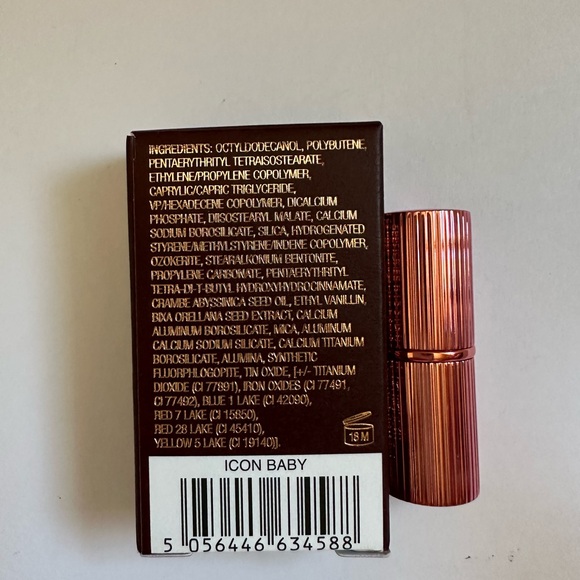 INGREDIENTS: OCTYLDODECANOL, POLYBUTENE,
PENTAERYTHRITYL TETRAISOSTEARATE,
ETHYLENE/PROPYLENE COPOLYMER,
CAPRYLIC/CAPRIC TRIGLYCERIDE,
VP/HEXADECENE COPOLYMER, DICALCIUM
PHOSPHATE, DIISOSTEARYL MALATE, CALCIUM
SODIUM BOROSILICATE, SILICA, HYDROGENATED
STYRENE/METHYLSTYRENE/INDENE COPOLYMER,
OZOKERITE, STEARALKONIUM BENTONITE,
PROPYLENE CARBONATE, PENTAERYTHRITYL
TETRA-DI-T-BUTYL HYDROXYHYDROCINNAMATE,
CRAMBE ABYSSINICA SEED OIL, ETHYL VANILLIN,
BIXA ORELLANA SEED EXTRACT, CALCIUM
ALUMINUM BOROSILICATE, MICA, ALUMINUM
CALCIUM SODIUM SILICATE, CALCIUM TITANIUM
BOROSILICATE, ALUMINA, SYNTHETIC
FLUORPHLOGOPITE, TIN OXIDE, [+/- TITANIUM
DIOXIDE (CI 77891), IRON OXIDES (CI 77491,
CI 77492), BLUE 1 LAKE (CI 42090),
RED 7 LAKE (CI 15850),
RED 28 LAKE (CI 45410),
YELLOW 5 LAKE (CI 19140)].
18 M
ICON BABY
5 056446 634588